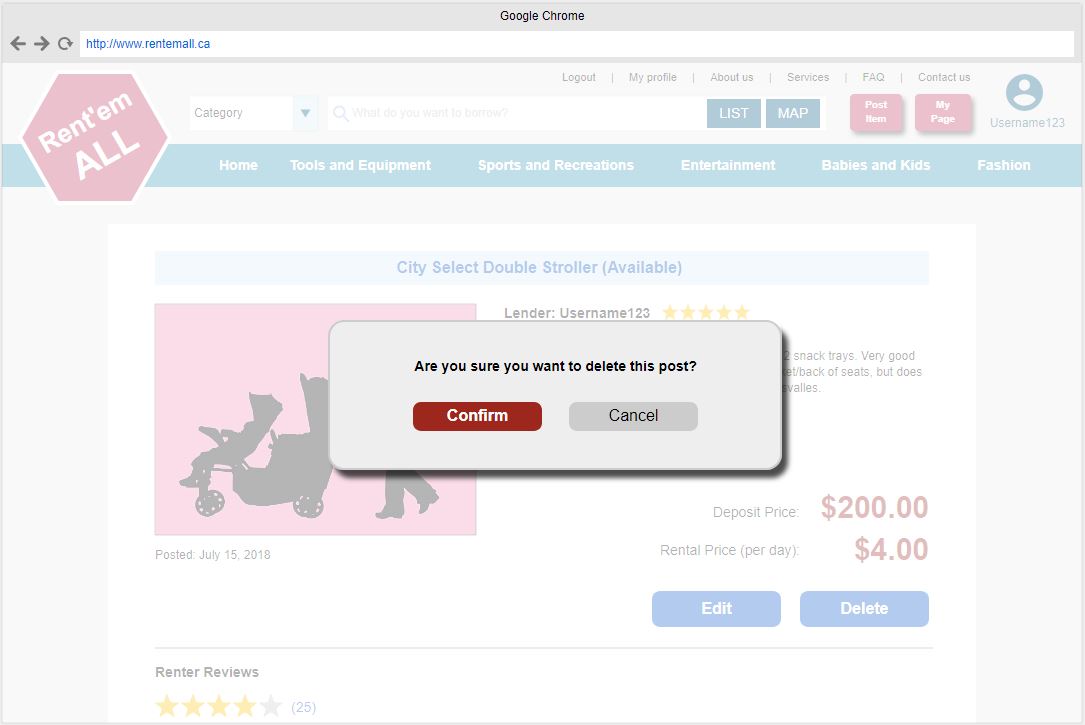 Google Chrome
http://www.rentemall.ca
Logout | My profile | About us | Services | FAQ | Contact us
Rent'em
ALL
Category
What do you want to borrow?
LIST
MAP
Post
Item
My
Page
Username123
Home Tools and Equipment Sports and Recreations Entertainment Babies and Kids Fashion
City Select Double Stroller (Available)
Lender: Username123
2 snack trays. Very good
et/back of seats, but does
svalles.
Are you sure you want to delete this post?
Confirm Cancel
Deposit Price: $200.00
Posted: July 15, 2018
Rental Price (per day): $4.00
Edit Delete
Renter Reviews
(25)